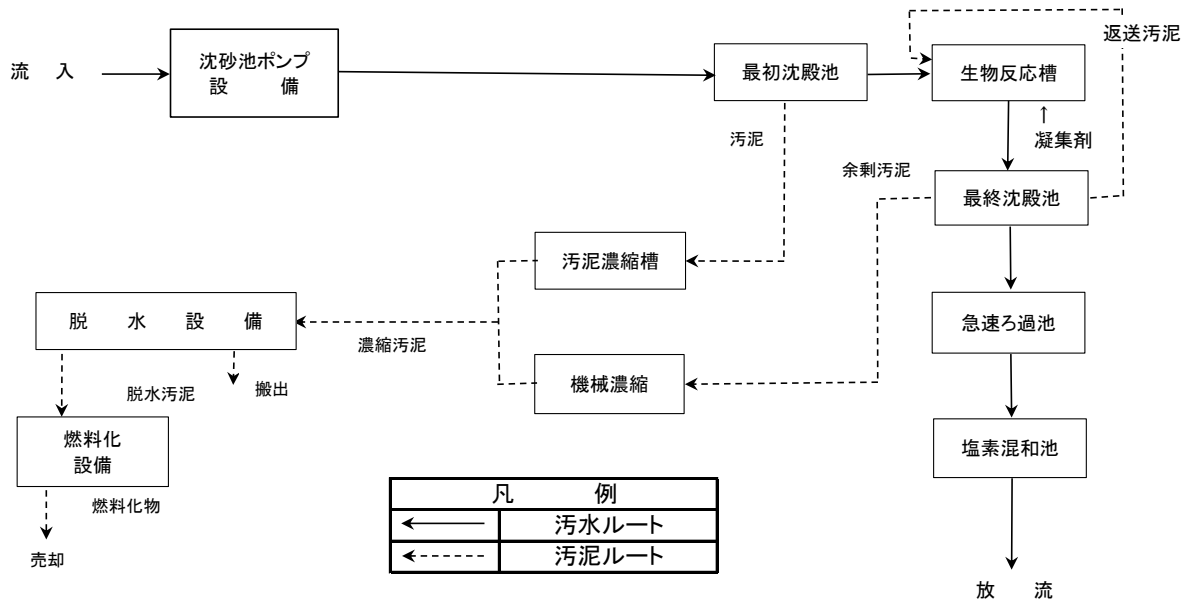 流　入
沈砂池ポンプ
設　　備
最初沈殿池
生物反応槽
返送汚泥
↑
凝集剤
汚泥
余剰汚泥
最終沈殿池
汚泥濃縮槽
脱　水　設　備
濃縮汚泥
急速ろ過池
機械濃縮
脱水汚泥
搬出
燃料化
設備
塩素混和池
燃料化物
売却
凡　　例
汚水ルート
汚泥ルート
放　流